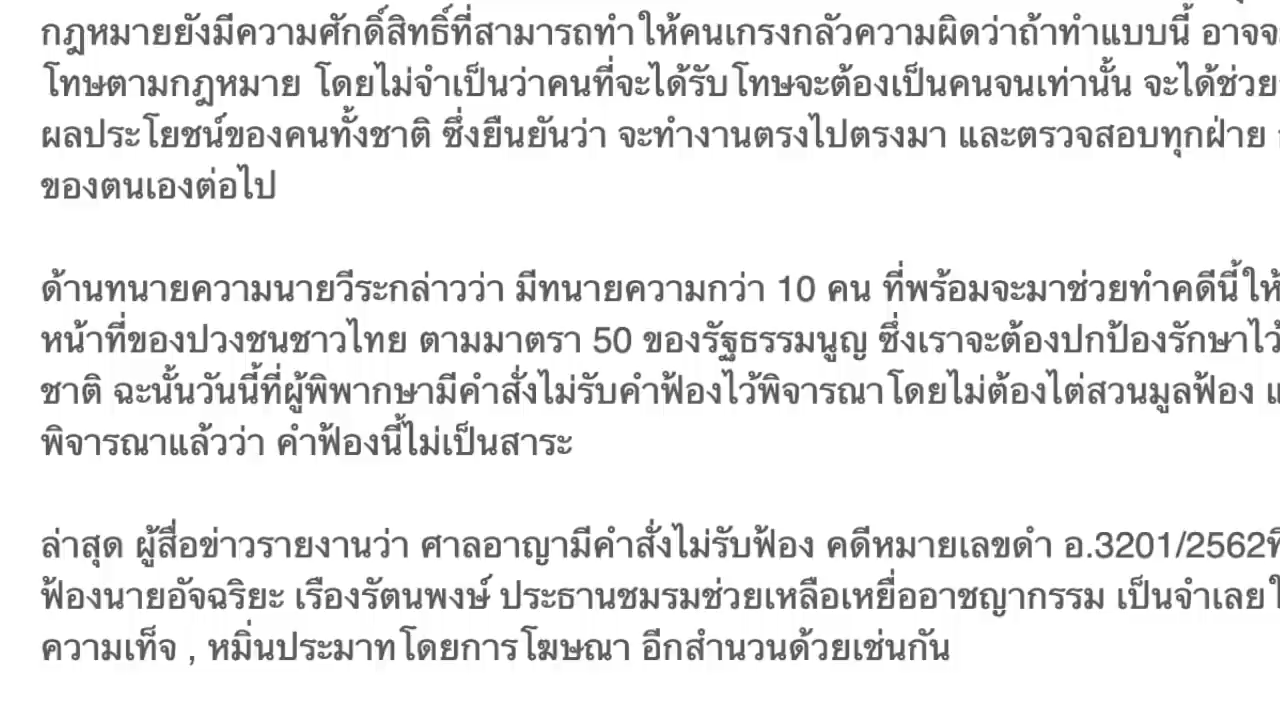 กฎหมายยังมีความศักดิ์สิทธิ์ที่สามารถทำให้คนเกรงกลัวความผิดว่าถ้าทำแบบนี้ อาจจะ
โทษตามกฎหมาย โดยไม่จำเป็นว่าคนที่จะได้รับโทษจะต้องเป็นคนจนเท่านั้น จะได้ช่วย
ผลประโยชน์ของคนทั้งชาติ ซึ่งยืนยันว่า จะทำงานตรงไปตรงมา และตรวจสอบทุกฝ่าย
ของตนเองต่อไป
ด้านทนายความนายวีระกล่าวว่า มีทนายความกว่า 10 คน ที่พร้อมจะมาช่วยทำคดีนี้ให้
หน้าที่ของปวงชนชาวไทย ตามมาตรา 50 ของรัฐธรรมนูญ ซึ่งเราจะต้องปกป้องรักษาไว้
ชาติ ฉะนั้นวันนี้ที่ผู้พิพากษามีคำสั่งไม่รับคำฟ้องไว้พิจารณาโดยไม่ต้องไต่สวนมูลฟ้อง
พิจารณาแล้วว่า คำฟ้องนี้ไม่เป็นสาระ
ล่าสุด ผู้สื่อข่าวรายงานว่า ศาลอาญามีคำสั่งไม่รับฟ้อง คดีหมายเลขดำ อ.3201/2562ที่
ฟ้องนายอัจฉริยะ เรืองรัตนพงษ์ ประธานชมรมช่วยเหลือเหยื่ออาชญากรรม เป็นจำเลย
ความเท็จ , หมิ่นประมาทโดยการโฆษณา อีกสำนวนด้วยเช่นกัน